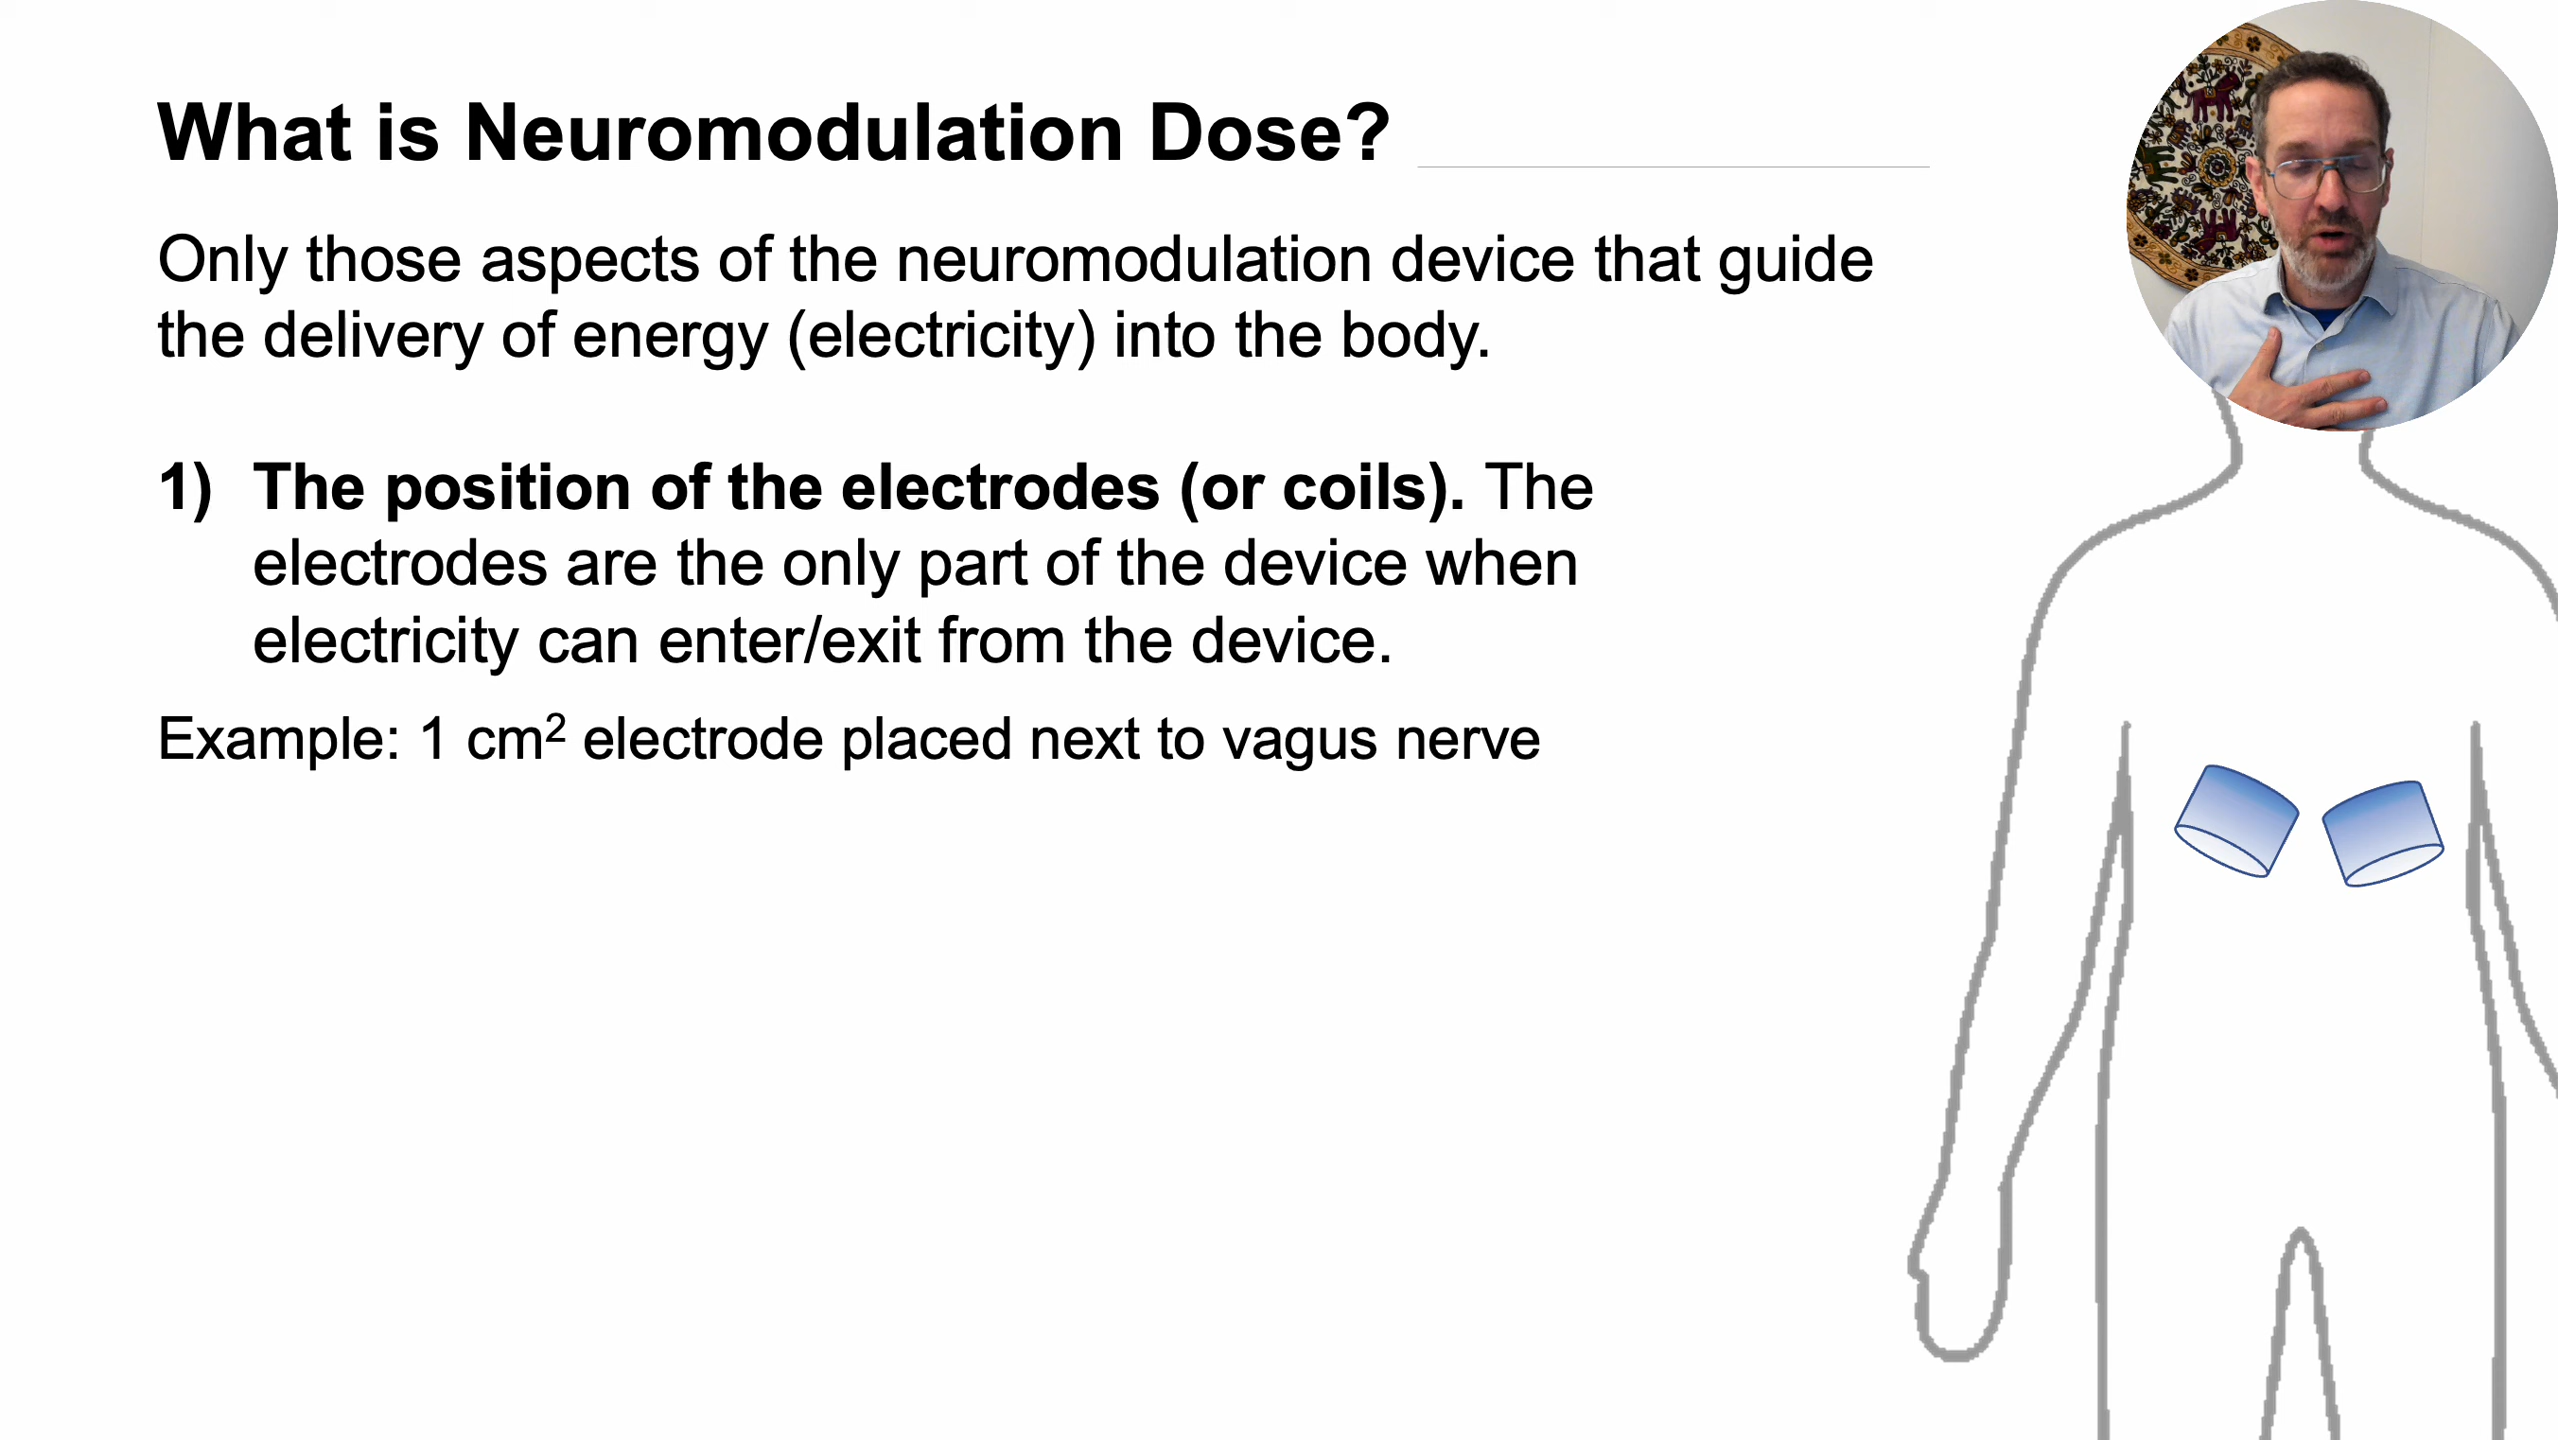 What is Neuromodulation Dose?
Only those aspects of the neuromodulation device that guide
the delivery of energy (electricity) into the body.
1) The position of the electrodes (or coils). The
electrodes are the only part of the device when
electricity can enter/exit from the device.
Example: 1 cm² electrode placed next to vagus nerve